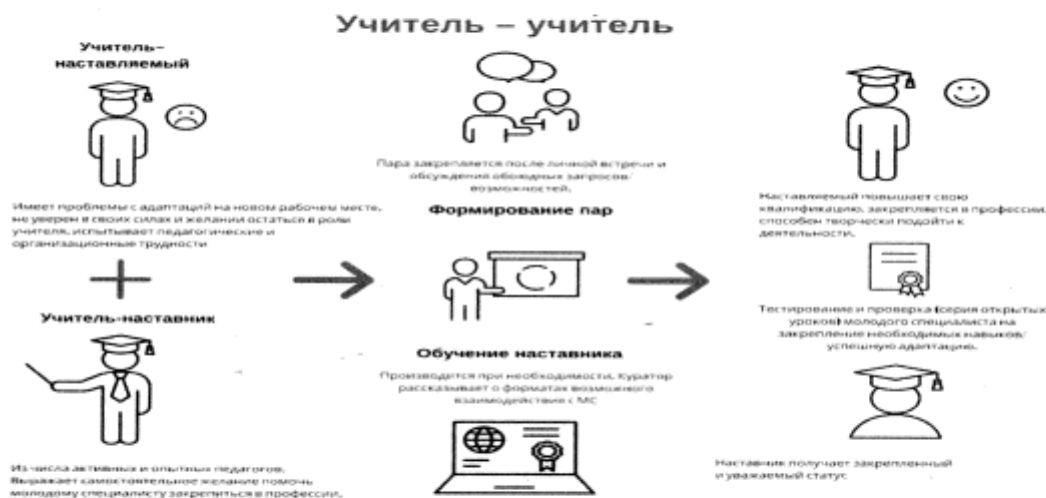 Учитель – учитель
Учитель–
наставляемый
Имеет проблемы с адаптаций на новом рабочем месте,
не уверен в своих силах и желании остаться в роли
учителя, испытывает педагогические и
организационные трудности
Учитель-наставник
Из числа активных и опытных педагогов.
Выражает самостоятельное желание помочь
молодому специалисту закрепиться в профессии.
Пара закрепляется после личной встречи и
обсуждения обоюдных запросов/
возможностей.
Формирование пар
Обучение наставника
Производится при необходимости. Куратор
рассказывает о форматах возможного
взаимодействия с МС
Наставляемый повышает свою
квалификацию, закрепляется в профессии
способен творчески подойти к
деятельности.
Тестирование и проверка (серия открытых
уроков) молодого специалиста на
закрепление необходимых навыков/
успешную адаптацию.
Наставник получает закрепленный
и уважаемый статус